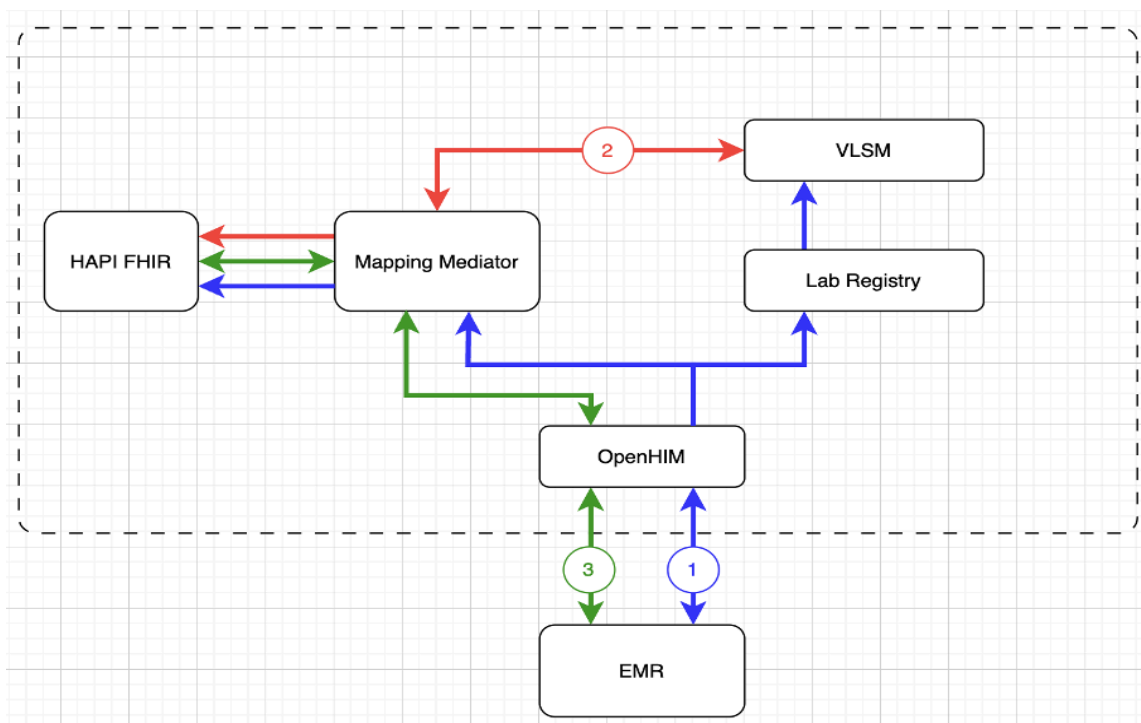 2
VLSM
HAPI FHIR
Mapping Mediator
Lab Registry
OpenHIM
3
1
EMR